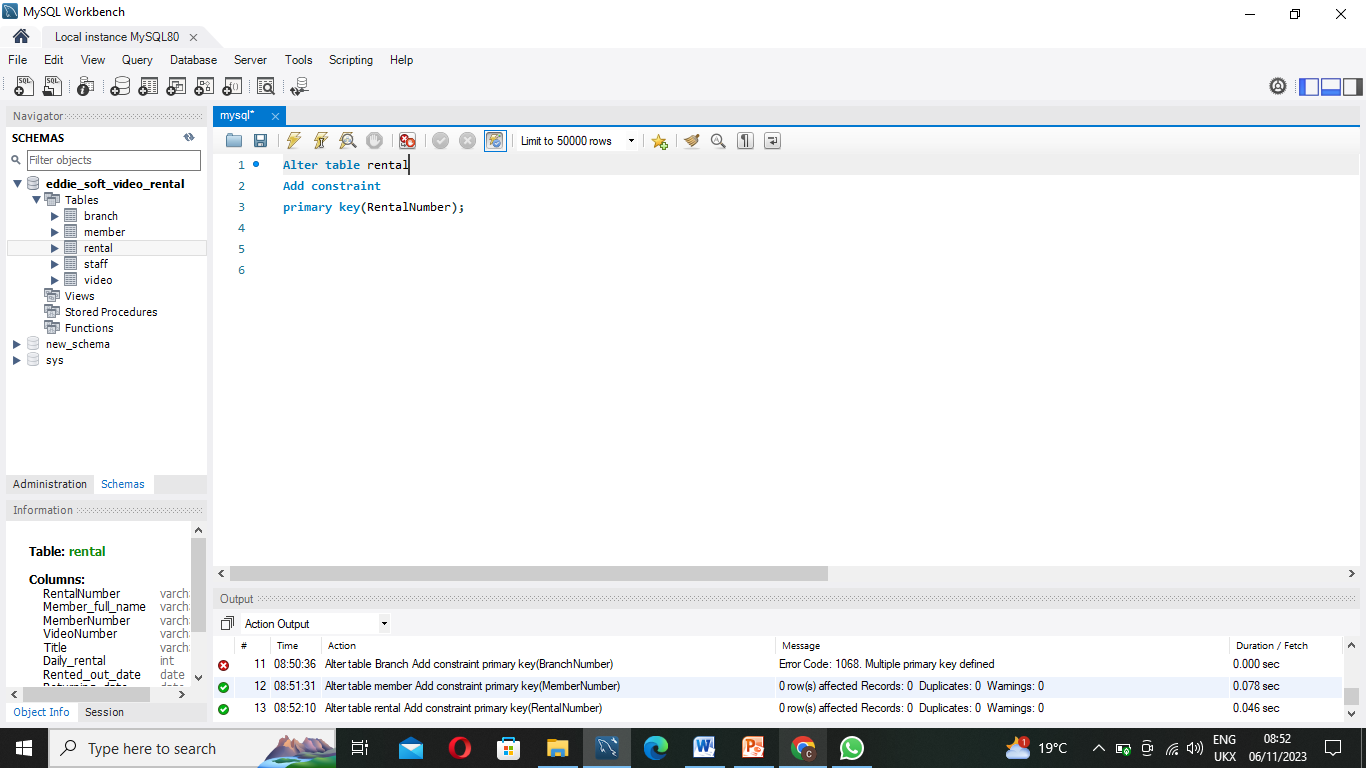 MySQL Workbench
Local instance MySQL80
File Edit View Query Database Server Tools Scripting Help
Navigator
SCHEMAS
Filter objects
eddie_soft_video_rental
Tables
branch
member
rental
staff
video
Views
Stored Procedures
Functions
new_schema
sys
Administration Schemas
Information
Table: rental
Columns:
RentalNumber varch
Member_full_name varch
MemberNumber varch
VideoNumber varch
Title varch
Daily_rental int
Rented_out_date date
Object Info Session
mysql*
Limit to 50000 rows
1 Alter table rental
2 Add constraint
3 primary key(RentalNumber);
4
5
6
Output
Action Output
# Time Action Message Duration / Fetch
11 08:50:36 Alter table Branch Add constraint primary key(BranchNumber) Error Code: 1068. Multiple primary key defined 0.000 sec
12 08:51:31 Alter table member Add constraint primary key(MemberNumber) 0 row(s) affected Records: 0 Duplicates: 0 Warnings: 0 0.078 sec
13 08:52:10 Alter table rental Add constraint primary key(RentalNumber) 0 row(s) affected Records: 0 Duplicates: 0 Warnings: 0 0.046 sec
Type here to search
19°C
ENG
UKX
08:52
06/11/2023